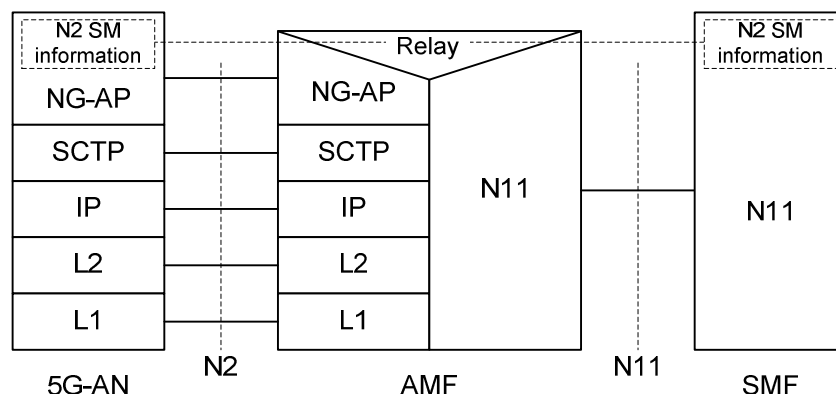 N2 SM
information
Relay
N2 SM
information
NG-AP
NG-AP
SCTP
SCTP
N11
N11
IP
IP
L2
L2
L1
L1
N2
N11
5G-AN
AMF
SMF